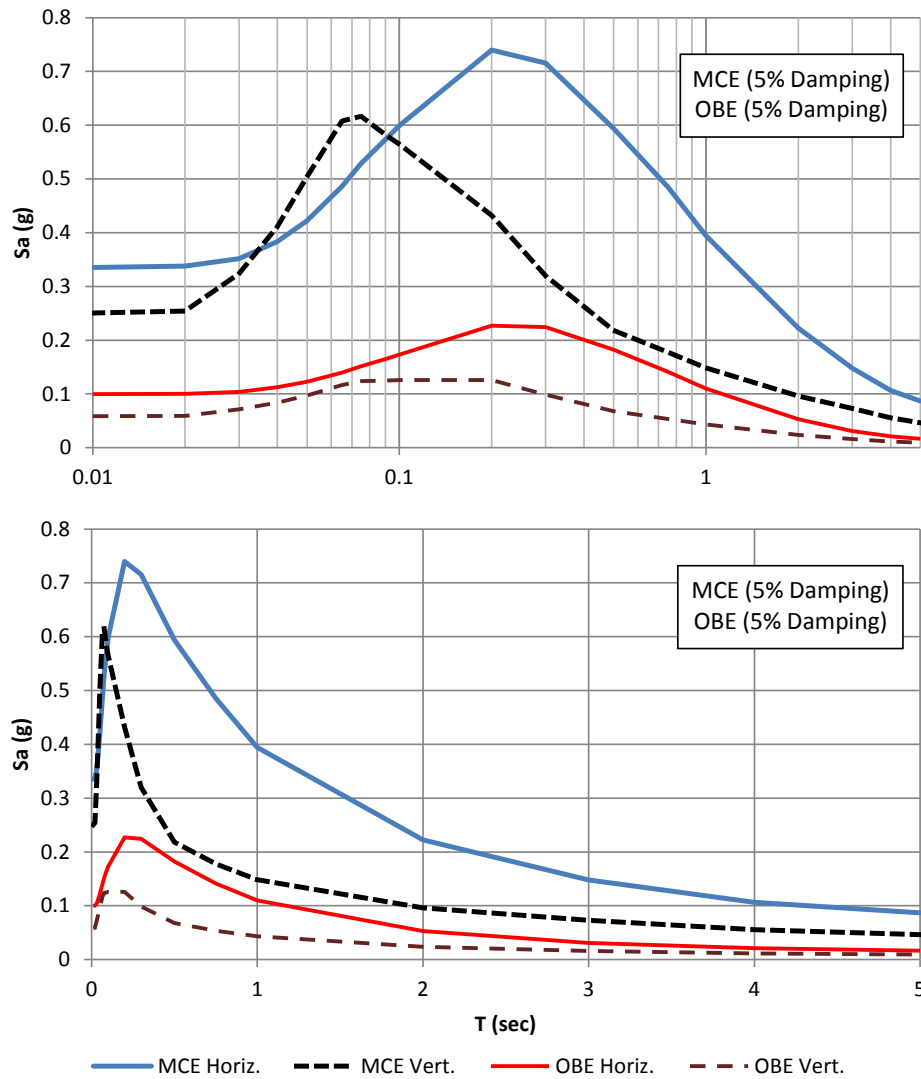 0.8
0.7
0.6
0.5
0.4
0.3
0.2
0.1
0
Sa (g)
MCE (5% Damping)
OBE (5% Damping)
0.01 0.1 1
0.8
0.7
0.6
0.5
0.4
0.3
0.2
0.1
0
Sa (g)
MCE (5% Damping)
OBE (5% Damping)
0 1 2 3 4 5
T (sec)
MCE Horiz. MCE Vert. OBE Horiz. OBE Vert.